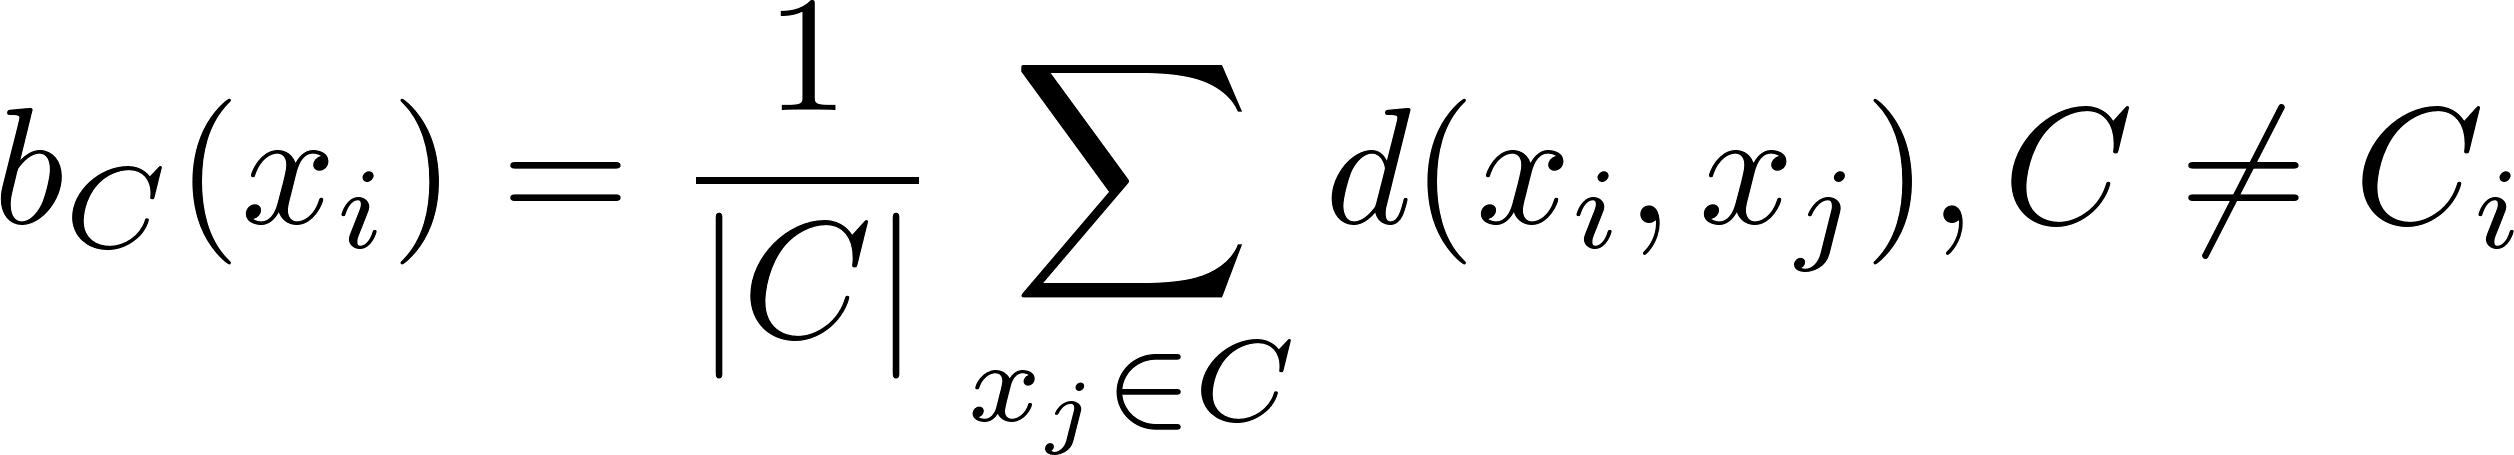 b_C(x_i) = \frac{1}{|C|} \sum_{x_j \in C} d(x_i, x_j), C \neq C_i